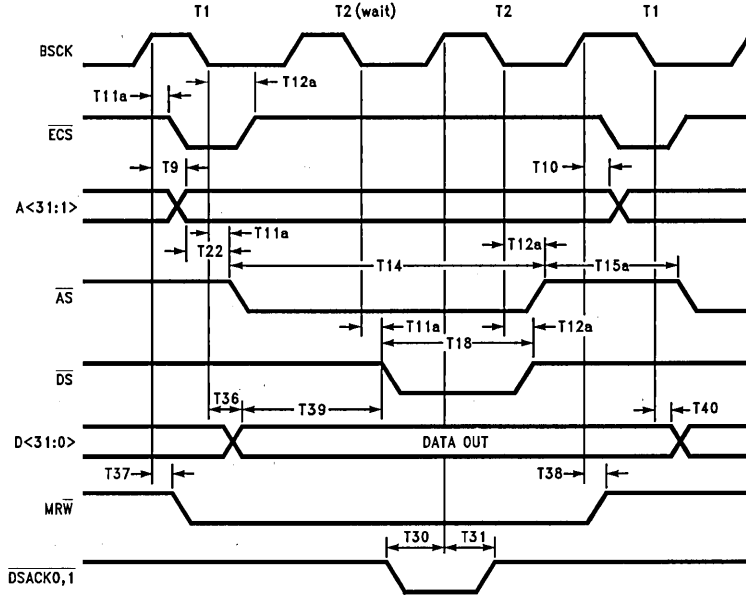 T1 T2 (wait) T2 T1
BSCK
T12a
T11a
ECS
T9 T10
A<31:1>
T11a T12a
T22 T14 T15a
AS
T11a T12a
T18
DS
T36 T39 T40
D<31:0> DATA OUT
T37 T38
MRW
T30 T31
DSACK0,1